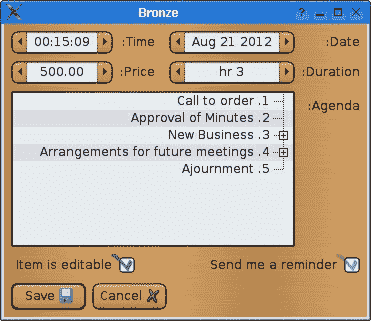 Bronze
00:15:09 :Time Aug 21 2012 :Date
500.00 :Price hr 3 :Duration
:Agenda
Call to order .1
Approval of Minutes .2
New Business .3
Arrangements for future meetings .4
Ajournment .5
Item is editable Send me a reminder
Save Cancel